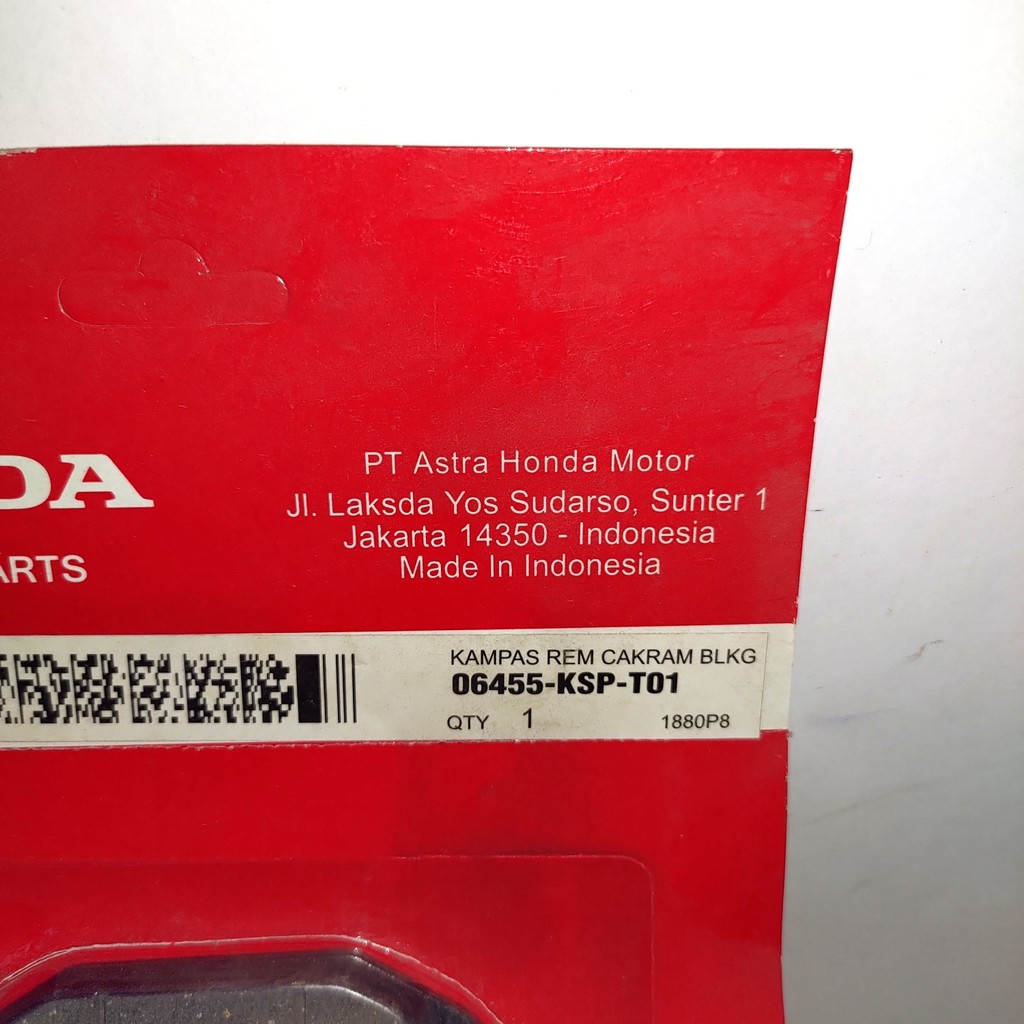 DA
ARTS
PT Astra Honda Motor
Jl. Laksda Yos Sudarso, Sunter 1
Jakarta 14350 - Indonesia
Made In Indonesia
KAMPAS REM CAKRAM BLKG
06455-KSP-T01
QTY 1 1880P8